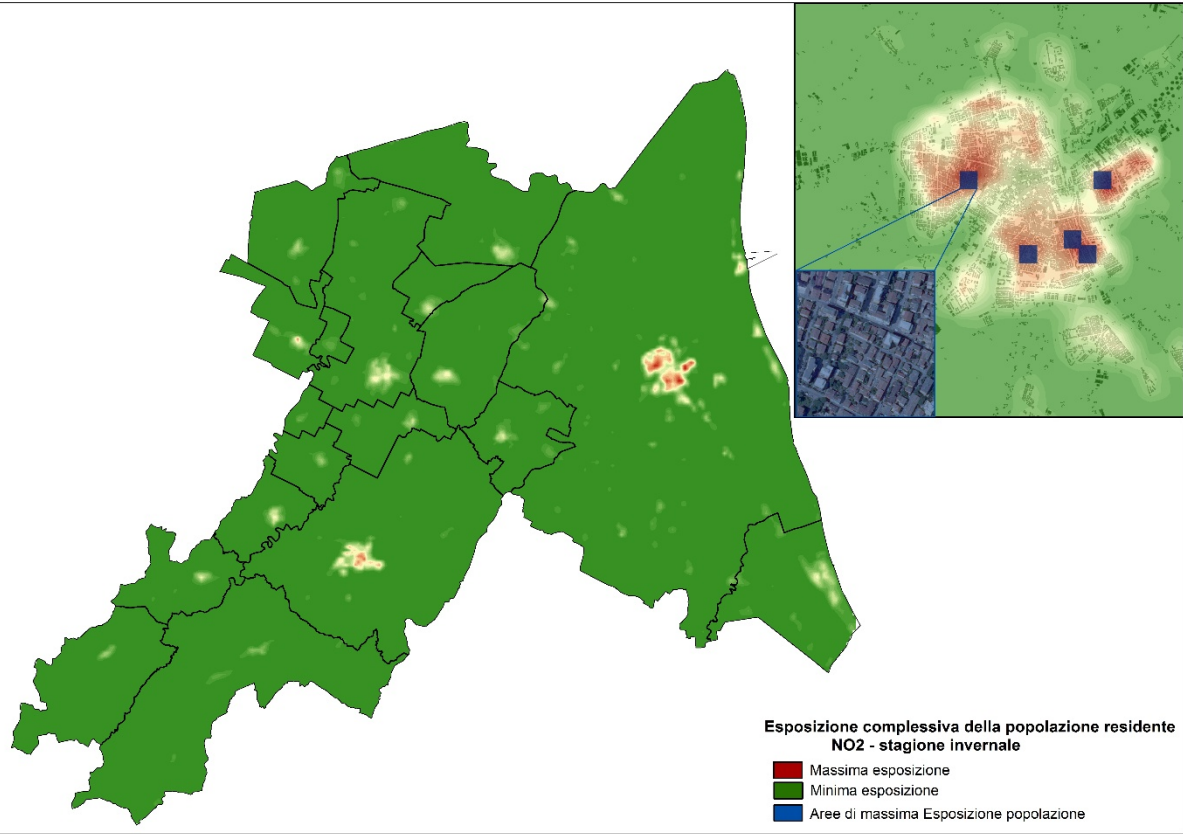 Esposizione complessiva della popolazione residente
NO2 - stagione invernale
Massima esposizione
Minima esposizione
Aree di massima Esposizione popolazione